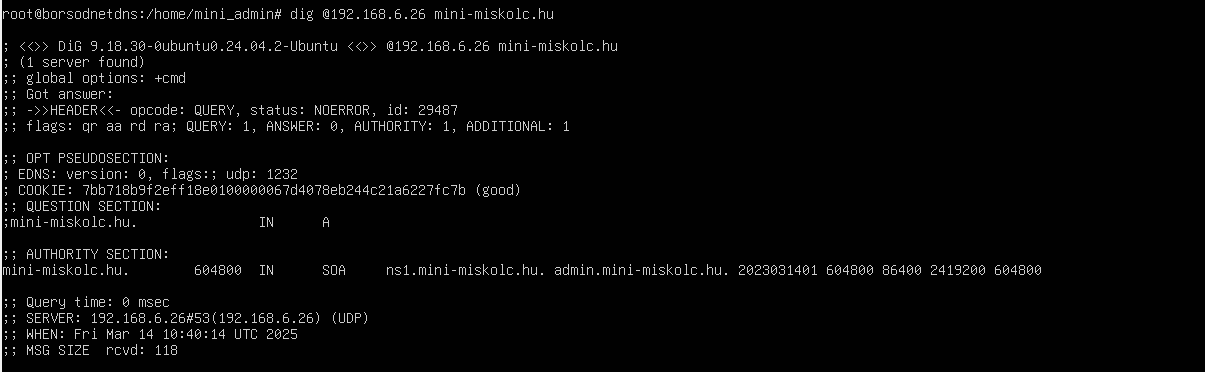 root@borsodnetdns:/home/mini_admin# dig @192.168.6.26 mini-miskolc.hu
; <<>> DiG 9.18.30-0ubuntu0.24.04.2-Ubuntu <<>> @192.168.6.26 mini-miskolc.hu
; (1 server found)
;; global options: +cmd
;; Got answer:
;; ->>HEADER<<- opcode: QUERY, status: NOERROR, id: 29487
;; flags: qr aa rd ra; QUERY: 1, ANSWER: 0, AUTHORITY: 1, ADDITIONAL: 1
;; OPT PSEUDOSECTION:
; EDNS: version: 0, flags:; udp: 1232
; COOKIE: 7bb718b9f2eff18e0100000067d4078eb244c21a6227fc7b (good)
;; QUESTION SECTION:
;mini-miskolc.hu. IN A
;; AUTHORITY SECTION:
mini-miskolc.hu. 604800 IN SOA ns1.mini-miskolc.hu. admin.mini-miskolc.hu. 2023031401 604800 86400 2419200 604800
;; Query time: 0 msec
;; SERVER: 192.168.6.26#53(192.168.6.26) (UDP)
;; WHEN: Fri Mar 14 10:40:14 UTC 2025
;; MSG SIZE rcvd: 118